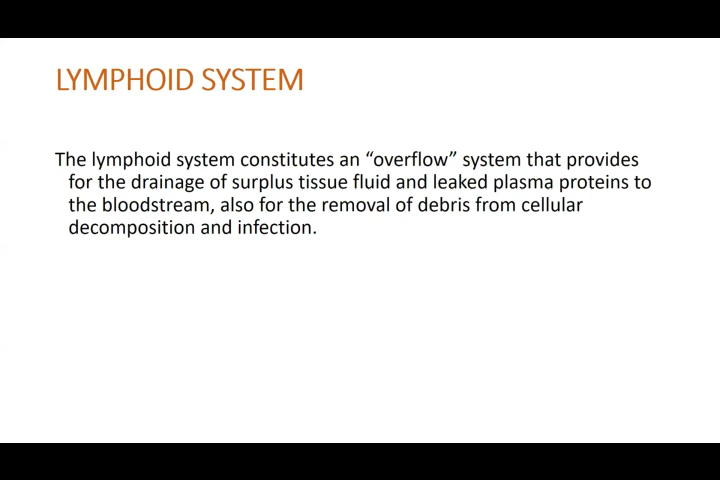 LYMPHOID SYSTEM
The lymphoid system constitutes an “overflow” system that provides
for the drainage of surplus tissue fluid and leaked plasma proteins to
the bloodstream, also for the removal of debris from cellular
decomposition and infection.